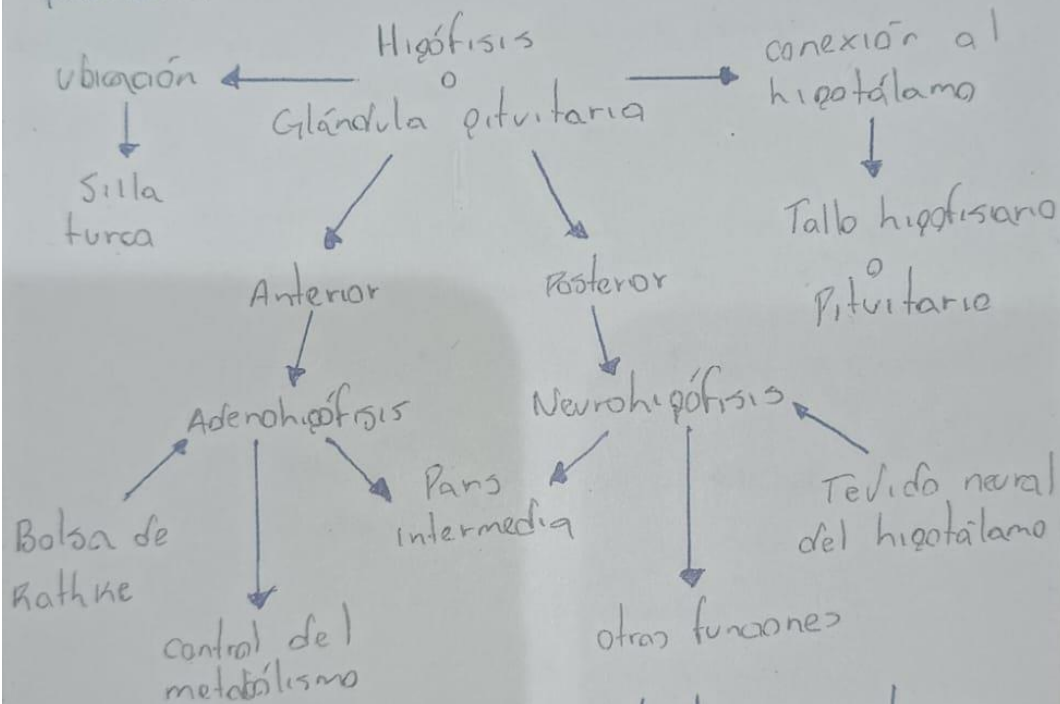 Hipófisis
o
Glándula pituitaria
Ubicación
Silla
turca
conexión al
hipotálamo
Tallo hipofisiario
o
Pituitario
Anterior
Posterior
Adenohipófisis
Neurohipófisis
Bolsa de
Rathke
Pars
intermedia
Tejido neural
del hipotálamo
control del
metabólismo
otras funciones